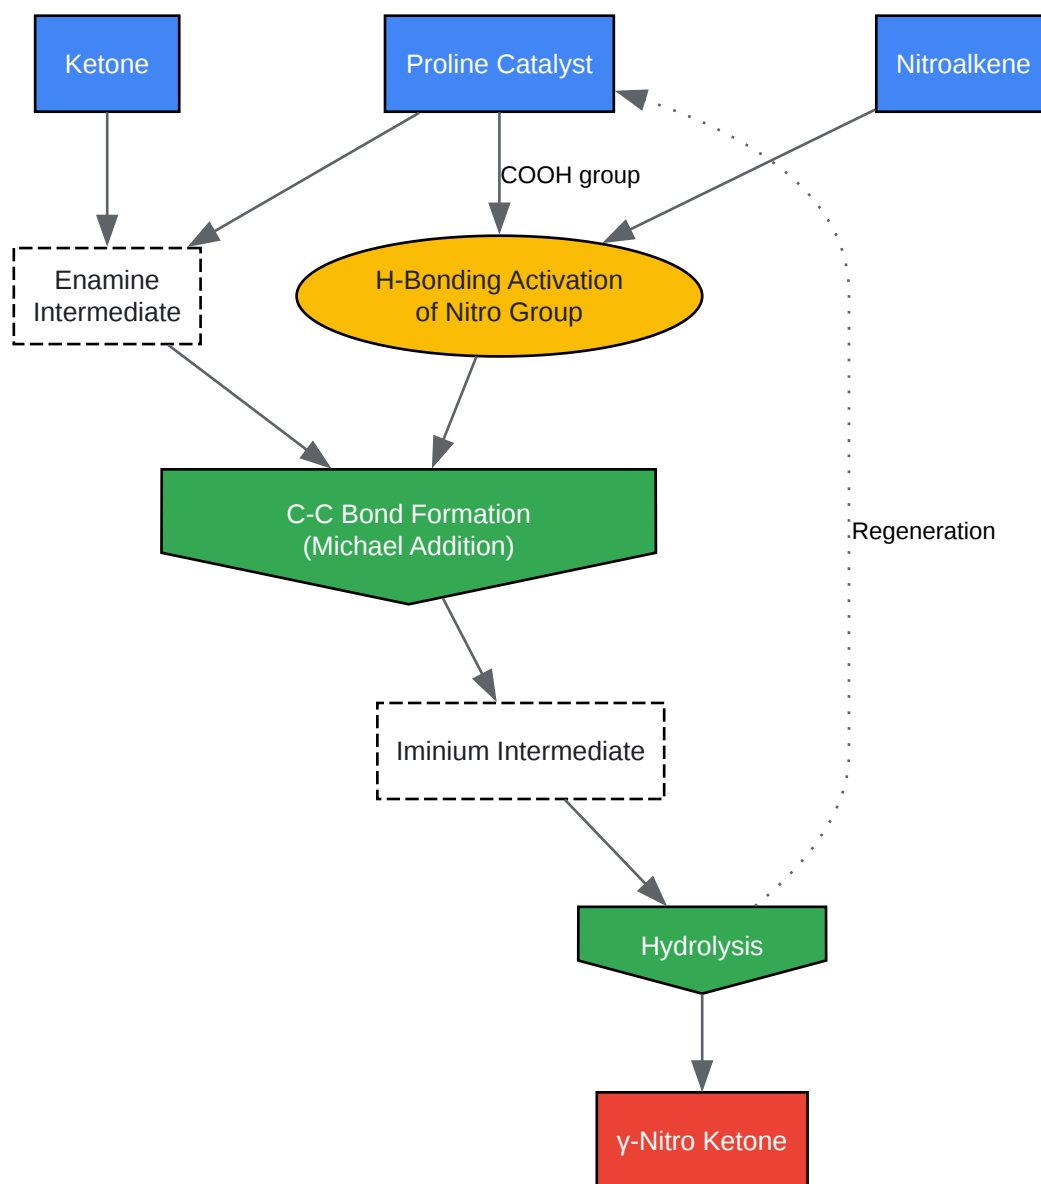 Ketone
Proline Catalyst
Nitroalkene
COOH group
Enamine
Intermediate
H-Bonding Activation
of Nitro Group
C-C Bond Formation
(Michael Addition)
Regeneration
Iminium Intermediate
Hydrolysis
γ-Nitro Ketone